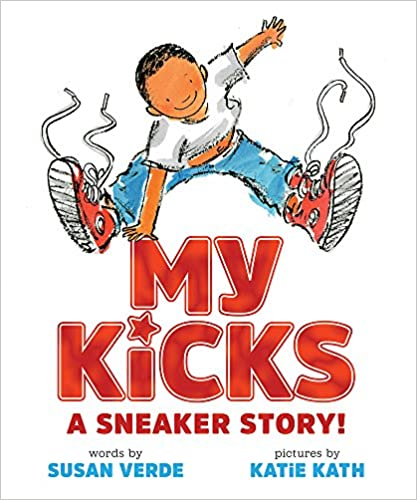 MY
KiCKS
A SNEAKER STORY!
words by
SUSAN VERDE
pictures by
KATiE KATH